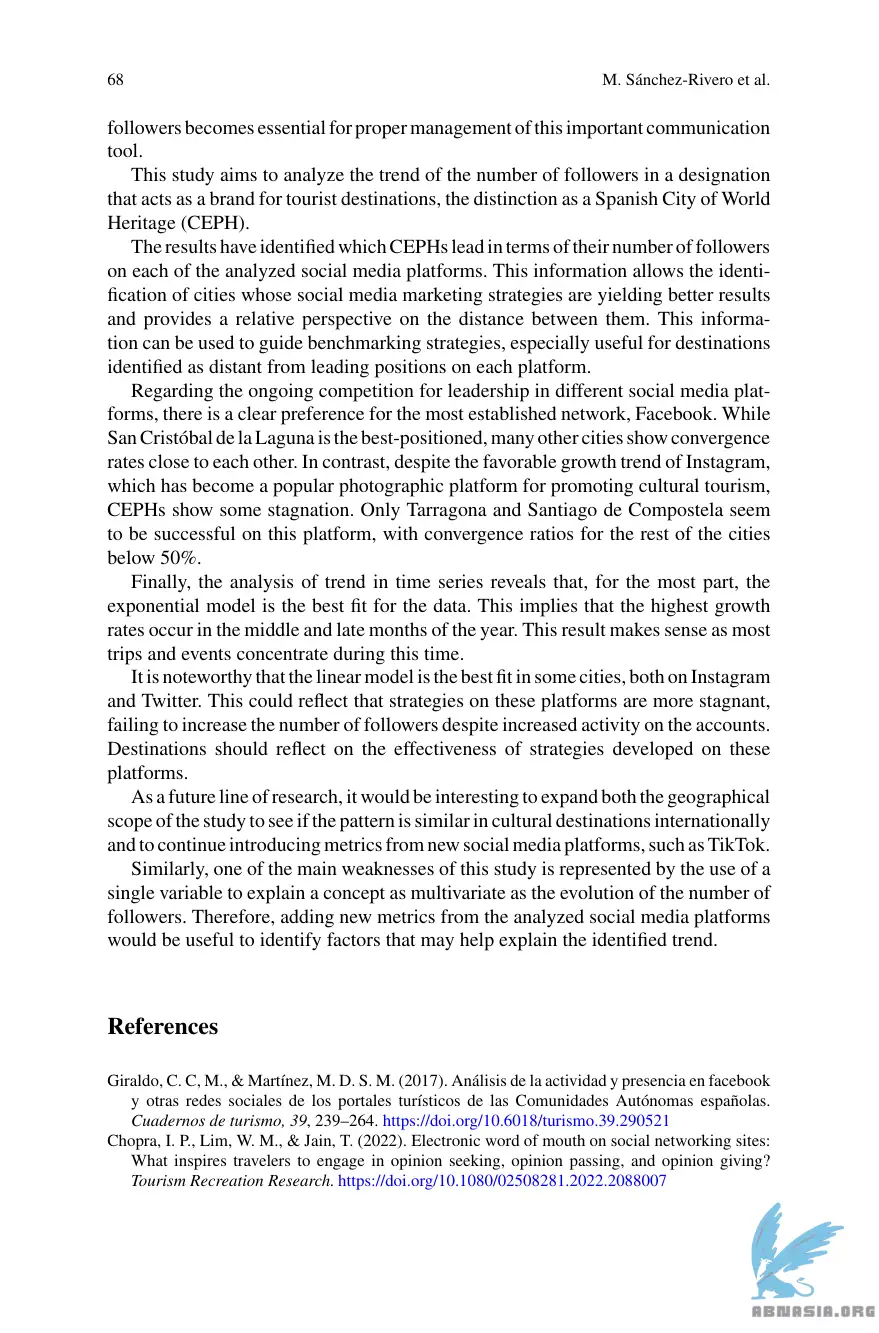 68
M. Sánchez-Rivero et al.
followers becomes essential for proper management of this important communication
tool.
This study aims to analyze the trend of the number of followers in a designation
that acts as a brand for tourist destinations, the distinction as a Spanish City of World
Heritage (CEPH).
The results have identified which CEPHs lead in terms of their number of followers
on each of the analyzed social media platforms. This information allows the identi-
fication of cities whose social media marketing strategies are yielding better results
and provides a relative perspective on the distance between them. This informa-
tion can be used to guide benchmarking strategies, especially useful for destinations
identified as distant from leading positions on each platform.
Regarding the ongoing competition for leadership in different social media plat-
forms, there is a clear preference for the most established network, Facebook. While
San Cristóbal de la Laguna is the best-positioned, many other cities show convergence
rates close to each other. In contrast, despite the favorable growth trend of Instagram,
which has become a popular photographic platform for promoting cultural tourism,
CEPHs show some stagnation. Only Tarragona and Santiago de Compostela seem
to be successful on this platform, with convergence ratios for the rest of the cities
below 50%.
Finally, the analysis of trend in time series reveals that, for the most part, the
exponential model is the best fit for the data. This implies that the highest growth
rates occur in the middle and late months of the year. This result makes sense as most
trips and events concentrate during this time.
It is noteworthy that the linear model is the best fit in some cities, both on Instagram
and Twitter. This could reflect that strategies on these platforms are more stagnant,
failing to increase the number of followers despite increased activity on the accounts.
Destinations should reflect on the effectiveness of strategies developed on these
platforms.
As a future line of research, it would be interesting to expand both the geographical
scope of the study to see if the pattern is similar in cultural destinations internationally
and to continue introducing metrics from new social media platforms, such as TikTok.
Similarly, one of the main weaknesses of this study is represented by the use of a
single variable to explain a concept as multivariate as the evolution of the number of
followers. Therefore, adding new metrics from the analyzed social media platforms
would be useful to identify factors that may help explain the identified trend.
References
Giraldo, C. C, M., & Martínez, M. D. S. M. (2017). Análisis de la actividad y presencia en facebook
y otras redes sociales de los portales turísticos de las Comunidades Autónomas españolas.
Cuadernos de turismo, 39, 239–264. https://doi.org/10.6018/turismo.39.290521
Chopra, I. P., Lim, W. M., & Jain, T. (2022). Electronic word of mouth on social networking sites:
What inspires travelers to engage in opinion seeking, opinion passing, and opinion giving?
Tourism Recreation Research. https://doi.org/10.1080/02508281.2022.2088007
ABNASIA.ORG